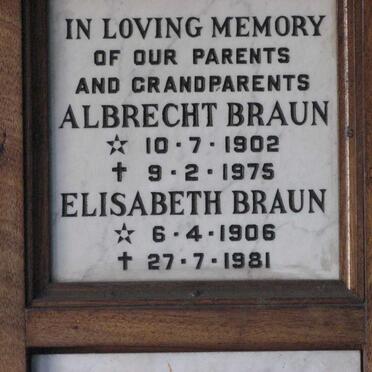 IN LOVING MEMORY
OF OUR PARENTS
AND GRANDPARENTS
ALBRECHT BRAUN
☆ 10·7·1902
✝ 9·2·1975
ELISABETH BRAUN
☆ 6·4·1906
✝ 27·7·1981